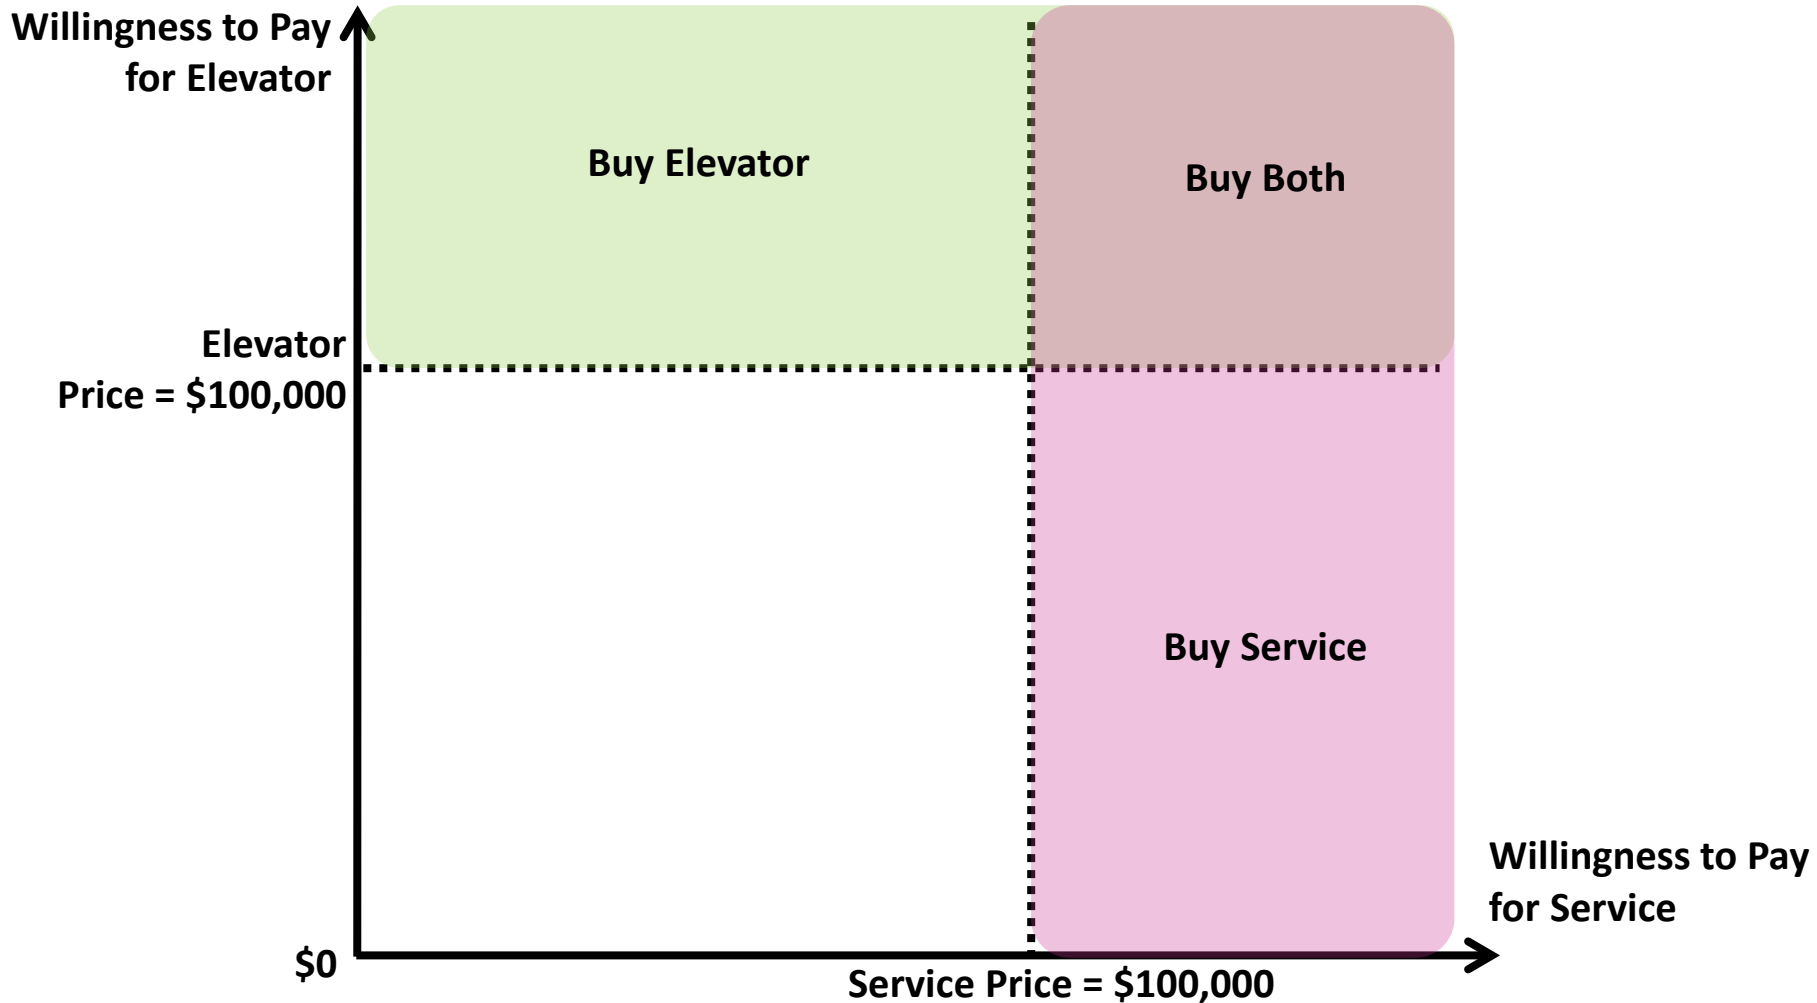 Willingness to Pay
for Elevator
Buy Elevator
Buy Both
Elevator
Price = $100,000
Buy Service
Willingness to Pay
for Service
$0
Service Price = $100,000